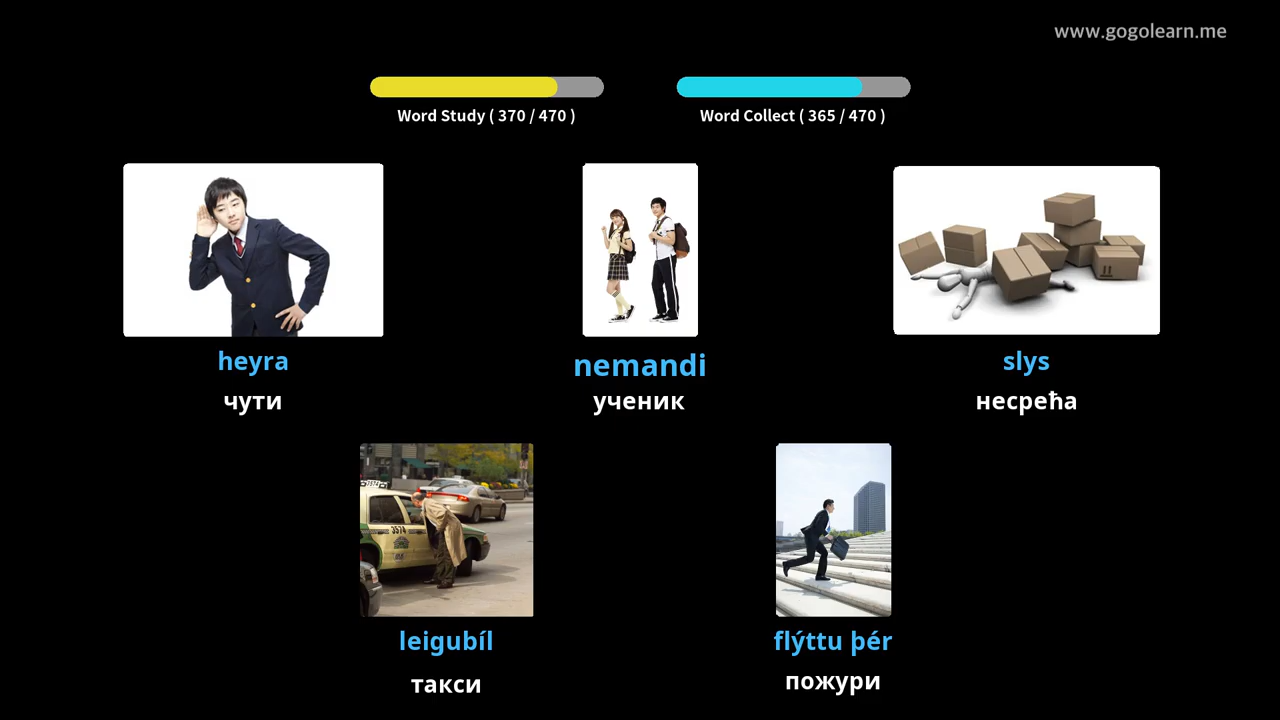 www.gogolearn.me
Word Study ( 370 / 470 )
Word Collect ( 365 / 470 )
heyra
чути
nemandi
ученик
slys
несрећа
3574
leigubíl
такси
flýttu þér
пожури